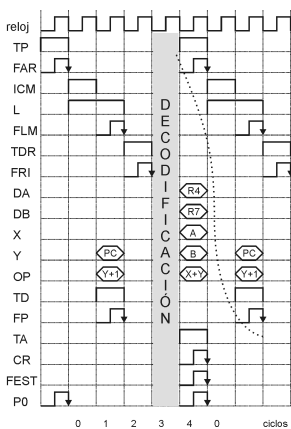 reloj
TP
FAR
ICM
L
FLM
TDR
FRI
DA R4
DB R7
X A
Y PC B PC
OP Y+1 X+Y Y+1
TD
FP
TA
CR
FEST
P0
DECODIFICACIÓN
0 1 2 3 4 0 ciclos